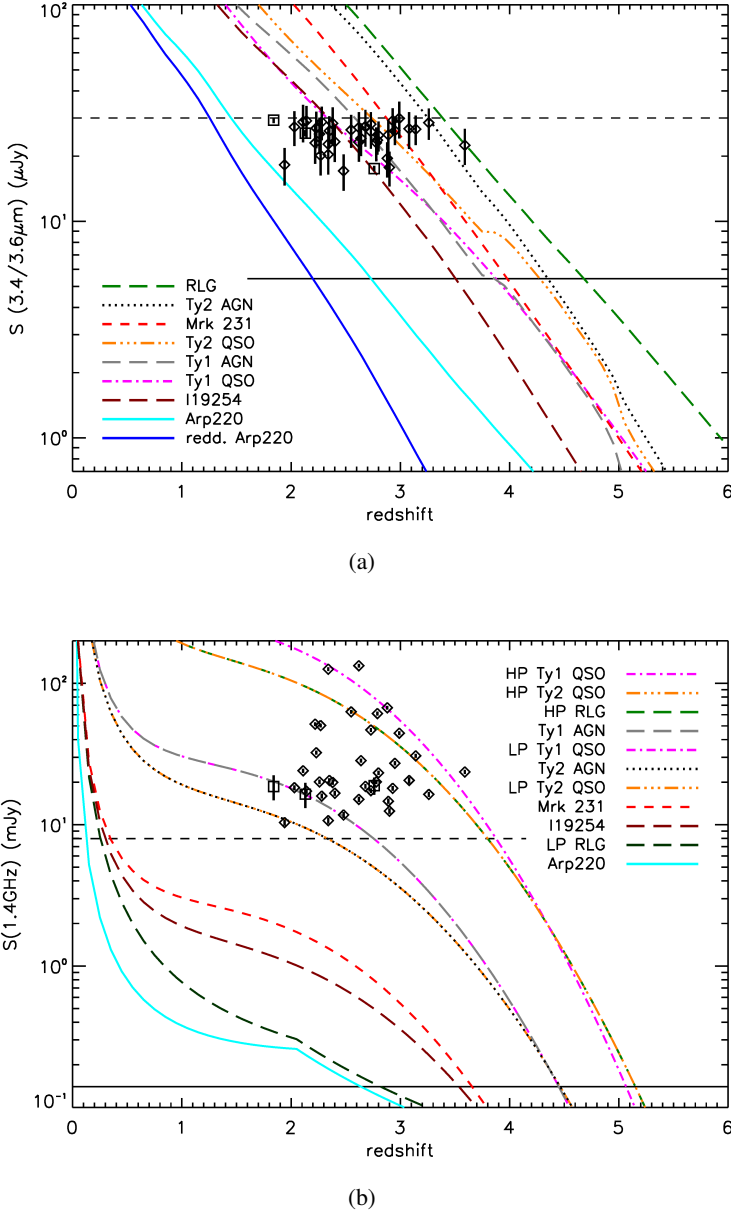 10²
10¹
10⁰
S (3.4/3.6μm) (μJy)
RLG
Ty2 AGN
Mrk 231
Ty2 QSO
Ty1 AGN
Ty1 QSO
I19254
Arp220
redd. Arp220
0 1 2 3 4 5 6
redshift
(a)
10²
10¹
10⁰
10⁻¹
S(1.4GHz) (mJy)
HP Ty1 QSO
HP Ty2 QSO
HP RLG
Ty1 AGN
LP Ty1 QSO
Ty2 AGN
LP Ty2 QSO
Mrk 231
I19254
LP RLG
Arp220
0 1 2 3 4 5 6
redshift
(b)